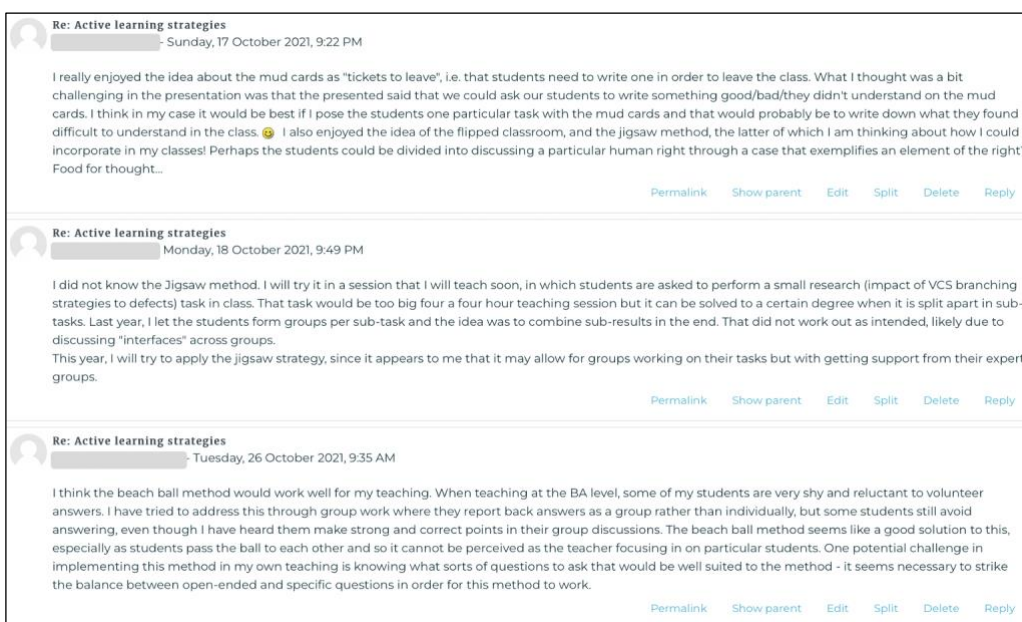 Re: Active learning strategies
- Sunday, 17 October 2021, 9:22 PM
I really enjoyed the idea about the mud cards as "tickets to leave", i.e. that students need to write one in order to leave the class. What I thought was a bit
challenging in the presentation was that the presented said that we could ask our students to write something good/bad/they didn't understand on the mud
cards. I think in my case it would be best if I pose the students one particular task with the mud cards and that would probably be to write down what they found
difficult to understand in the class. 😀 I also enjoyed the idea of the flipped classroom, and the jigsaw method, the latter of which I am thinking about how I could
incorporate in my classes! Perhaps the students could be divided into discussing a particular human right through a case that exemplifies an element of the right?
Food for thought...
Permalink Show parent Edit Split Delete Reply
Re: Active learning strategies
Monday, 18 October 2021, 9:49 PM
I did not know the Jigsaw method. I will try it in a session that I will teach soon, in which students are asked to perform a small research (impact of VCS branching
strategies to defects) task in class. That task would be too big four a four hour teaching session but it can be solved to a certain degree when it is split apart in sub-
tasks. Last year, I let the students form groups per sub-task and the idea was to combine sub-results in the end. That did not work out as intended, likely due to
discussing "interfaces" across groups.
This year, I will try to apply the jigsaw strategy, since it appears to me that it may allow for groups working on their tasks but with getting support from their expert
groups.
Permalink Show parent Edit Split Delete Reply
Re: Active learning strategies
- Tuesday, 26 October 2021, 9:35 AM
I think the beach ball method would work well for my teaching. When teaching at the BA level, some of my students are very shy and reluctant to volunteer
answers. I have tried to address this through group work where they report back answers as a group rather than individually, but some students still avoid
answering, even though I have heard them make strong and correct points in their group discussions. The beach ball method seems like a good solution to this,
especially as students pass the ball to each other and so it cannot be perceived as the teacher focusing in on particular students. One potential challenge in
implementing this method in my own teaching is knowing what sorts of questions to ask that would be well suited to the method - it seems necessary to strike
the balance between open-ended and specific questions in order for this method to work.
Permalink Show parent Edit Split Delete Reply